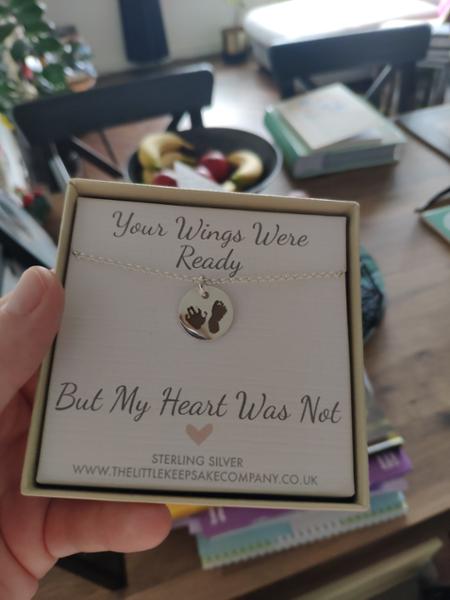 Your Wings Were
Ready
But My Heart Was Not
STERLING SILVER
WWW.THELITTLEKEEPSAKECOMPANY.CO.UK